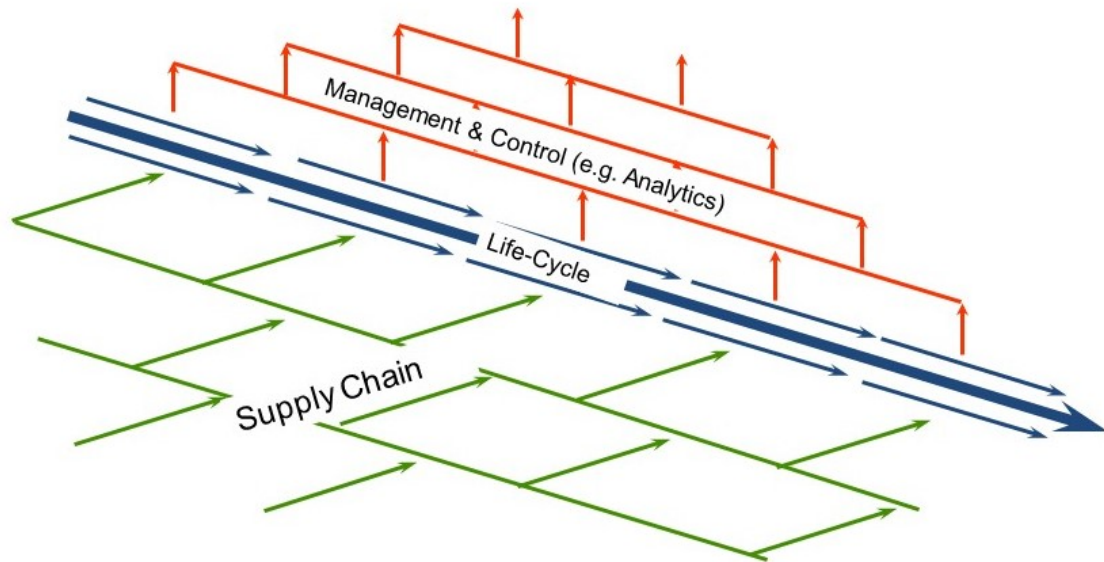 Management & Control (e.g. Analytics)
Life-Cycle
Supply Chain